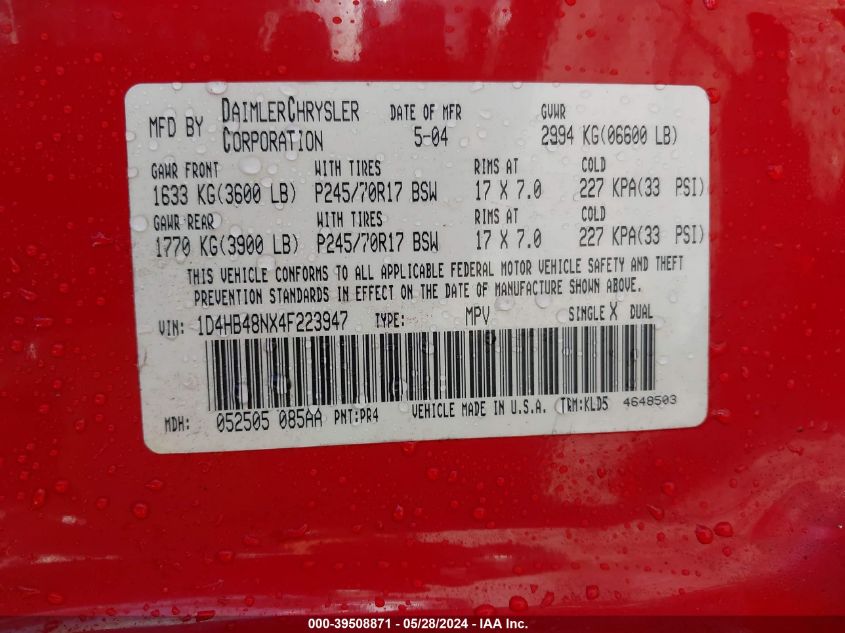 MFD BY DAIMLERCHRYSLER CORPORATION DATE OF MFR 5-04 GVWR 2994 KG(06600 LB)
GAWR FRONT WITH TIRES RIMS AT COLD
1633 KG(3600 LB) P245/70R17 BSW 17 X 7.0 227 KPA(33 PSI)
GAWR REAR WITH TIRES RIMS AT COLD
1770 KG(3900 LB) P245/70R17 BSW 17 X 7.0 227 KPA(33 PSI)
THIS VEHICLE CONFORMS TO ALL APPLICABLE FEDERAL MOTOR VEHICLE SAFETY AND THEFT
PREVENTION STANDARDS IN EFFECT ON THE DATE OF MANUFACTURE SHOWN ABOVE.
VIN: 1D4HB48NX4F223947 TYPE: MPV SINGLE X DUAL
MDH: 052505 085AA PNT:PR4 VEHICLE MADE IN U.S.A. TRM:KLD5 4648503
000-39508871 / 05/28/2024 - IAAI.COM